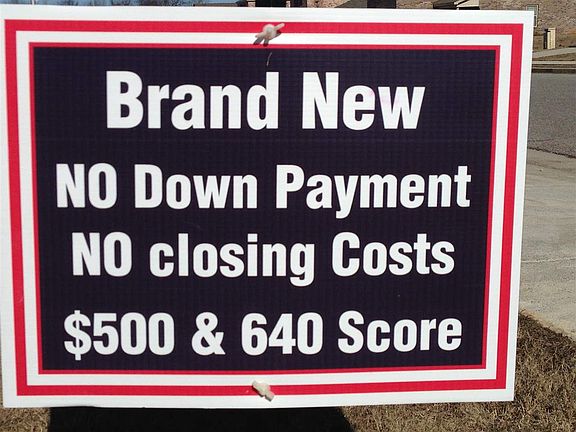 Brand New
NO Down Payment
NO closing Costs
$500 & 640 Score